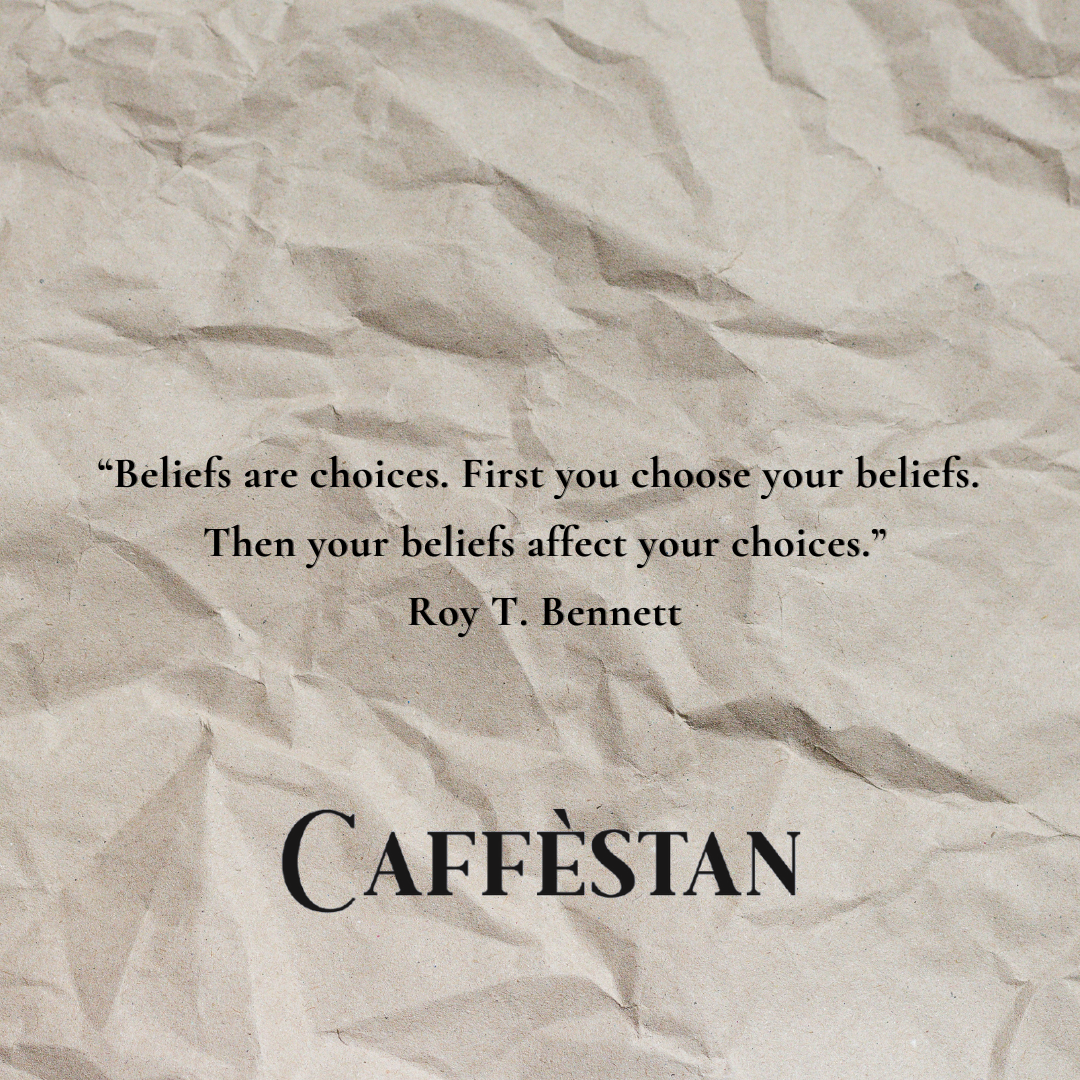 “Beliefs are choices. First you choose your beliefs.
Then your beliefs affect your choices.”
Roy T. Bennett
CAFFÈSTAN